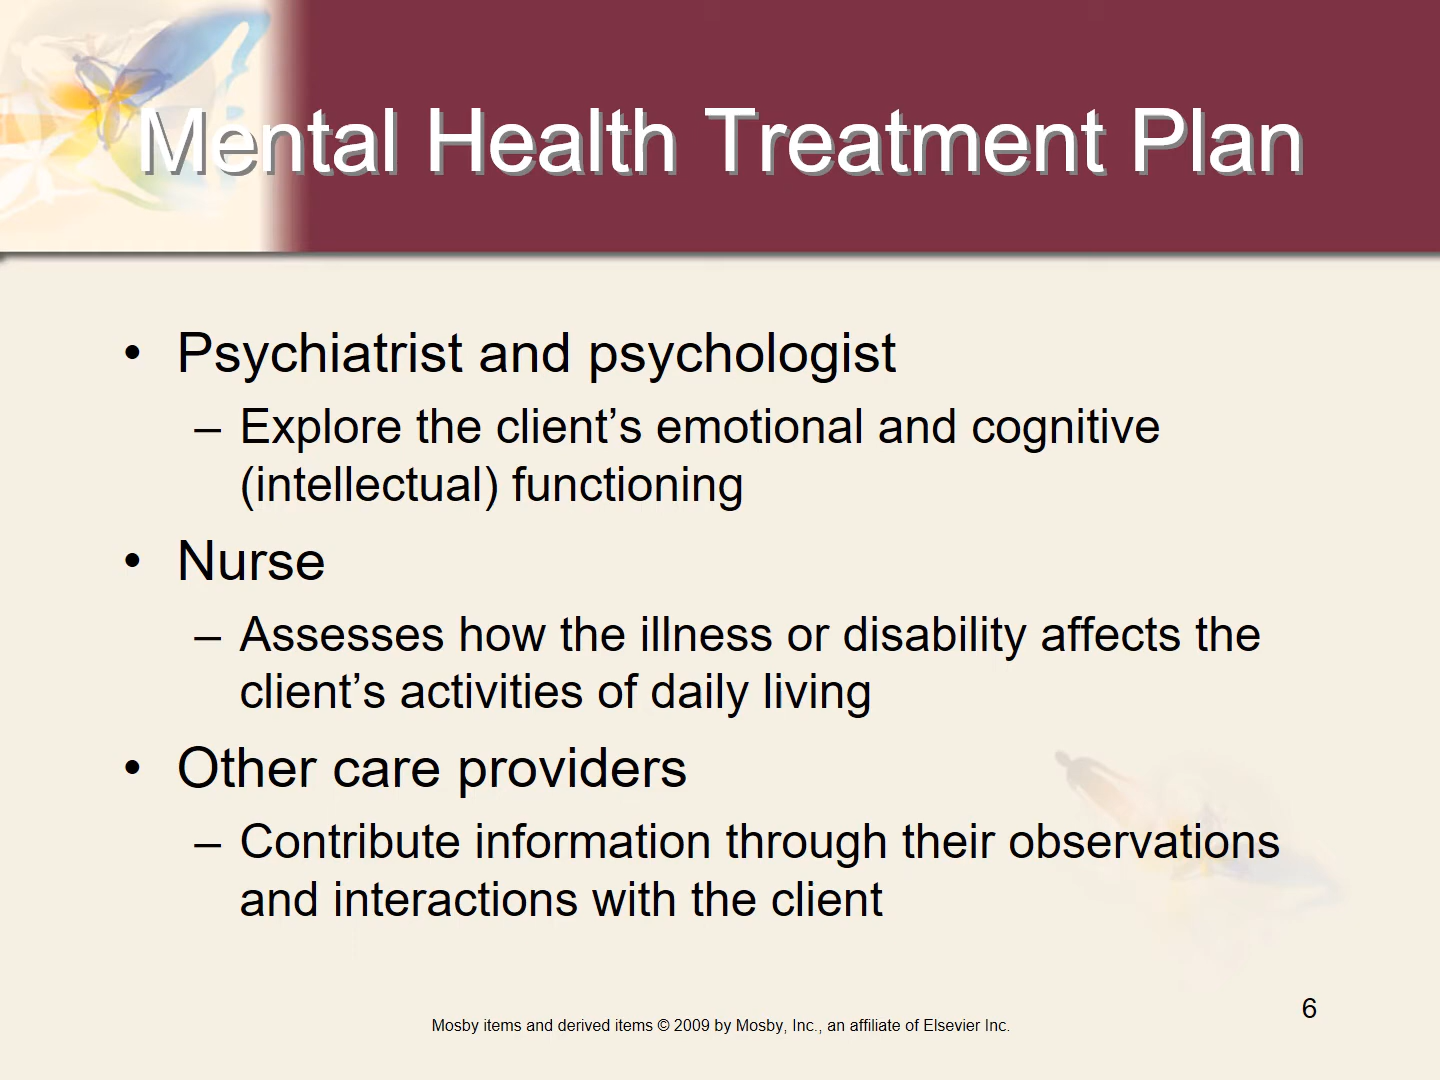 Mental Health Treatment Plan
• Psychiatrist and psychologist
– Explore the client’s emotional and cognitive
(intellectual) functioning
• Nurse
– Assesses how the illness or disability affects the
client’s activities of daily living
• Other care providers
– Contribute information through their observations
and interactions with the client
6
Mosby items and derived items © 2009 by Mosby, Inc., an affiliate of Elsevier Inc.